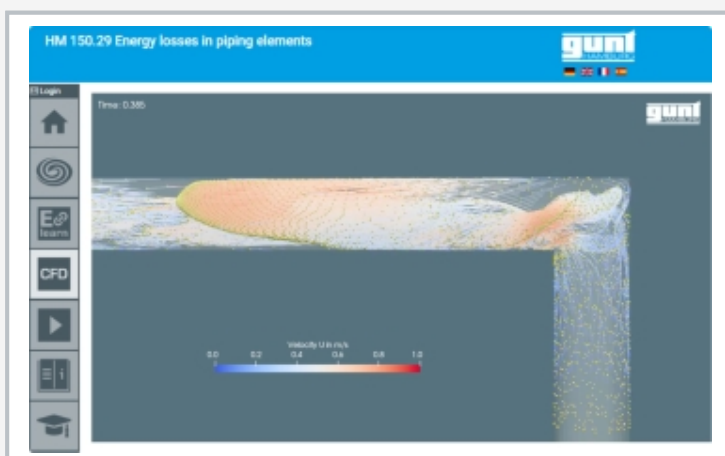 HM 150.29 Energy losses in piping elements
gunt
HAMBURG
Login
Time: 0.385
gunt
E
learn
CFD
i
Velocity U in m/s
0.0 0.2 0.4 0.6 0.8 1.0